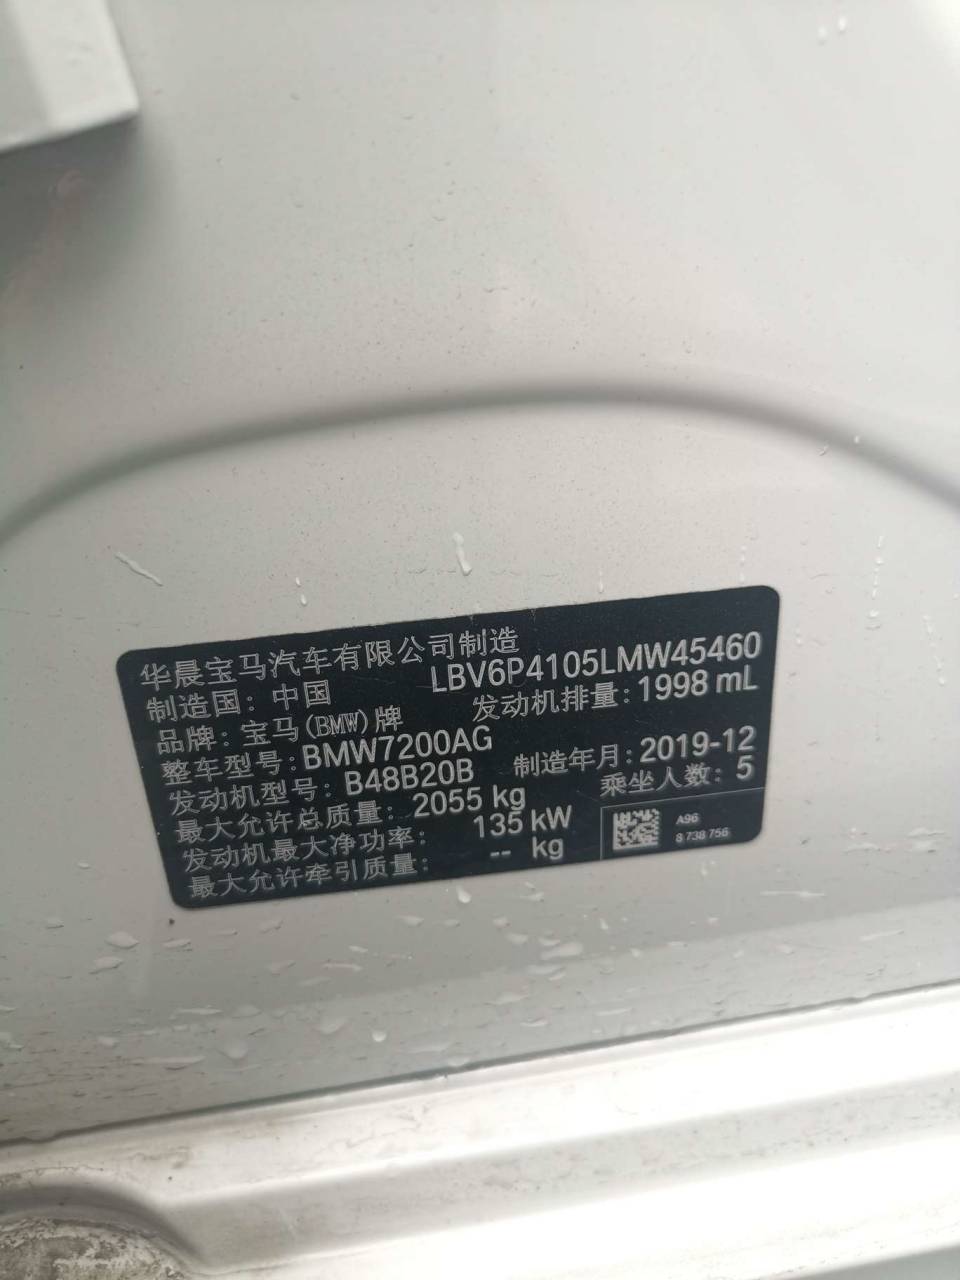 华晨宝马汽车有限公司制造
制造国：中国 LBV6P4105LMW45460
品牌：宝马(BMW)牌 发动机排量：1998 mL
整车型号：BMW7200AG 制造年月：2019-12
发动机型号：B48B20B 乘坐人数：5
最大允许总质量：2055 kg
发动机最大净功率：135 kW
最大允许牵引质量：-- kg
A96
8 738 756